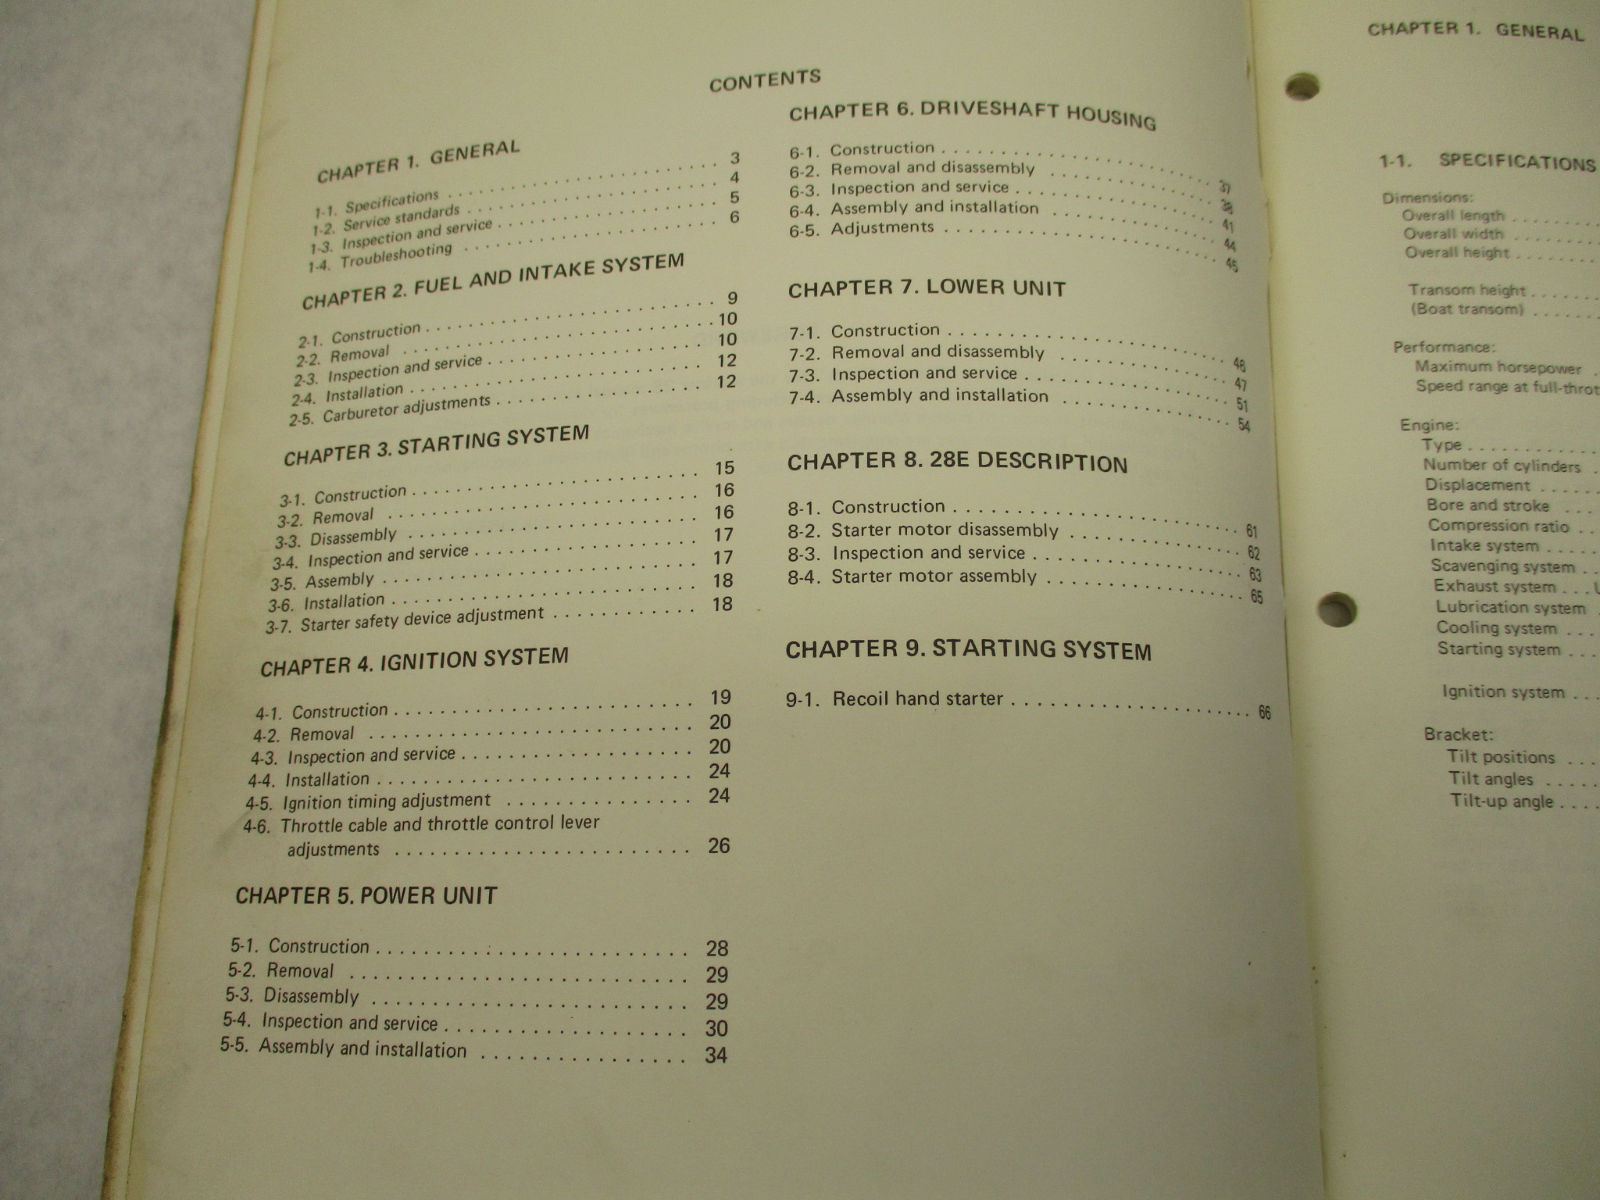 CONTENTS
CHAPTER 1. GENERAL
1-1. Specifications . . . . . . . . . . . . . . . . . . . . . 3
1-2. Service standards . . . . . . . . . . . . . . . . . . . . 4
1-3. Inspection and service . . . . . . . . . . . . . . . . . . 5
1-4. Troubleshooting . . . . . . . . . . . . . . . . . . . . 6
CHAPTER 2. FUEL AND INTAKE SYSTEM
2-1. Construction . . . . . . . . . . . . . . . . . . . . . . 9
2-2. Removal . . . . . . . . . . . . . . . . . . . . . . . . 10
2-3. Inspection and service . . . . . . . . . . . . . . . . . . 10
2-4. Installation . . . . . . . . . . . . . . . . . . . . . . 12
2-5. Carburetor adjustments . . . . . . . . . . . . . . . . 12
CHAPTER 3. STARTING SYSTEM
3-1. Construction . . . . . . . . . . . . . . . . . . . . . . 15
3-2. Removal . . . . . . . . . . . . . . . . . . . . . . . . 16
3-3. Disassembly . . . . . . . . . . . . . . . . . . . . . . 16
3-4. Inspection and service . . . . . . . . . . . . . . . . . 17
3-5. Assembly . . . . . . . . . . . . . . . . . . . . . . . . 17
3-6. Installation . . . . . . . . . . . . . . . . . . . . . . . 18
3-7. Starter safety device adjustment . . . . . . . . . . . 18
CHAPTER 4. IGNITION SYSTEM
4-1. Construction . . . . . . . . . . . . . . . . . . . . . . . 19
4-2. Removal . . . . . . . . . . . . . . . . . . . . . . . . . 20
4-3. Inspection and service . . . . . . . . . . . . . . . . . . 20
4-4. Installation . . . . . . . . . . . . . . . . . . . . . . . . 24
4-5. Ignition timing adjustment . . . . . . . . . . . . . . . 24
4-6. Throttle cable and throttle control lever
adjustments . . . . . . . . . . . . . . . . . . . . . . . 26
CHAPTER 5. POWER UNIT
5-1. Construction . . . . . . . . . . . . . . . . . . . . . . . . 28
5-2. Removal . . . . . . . . . . . . . . . . . . . . . . . . . . 29
5-3. Disassembly . . . . . . . . . . . . . . . . . . . . . . . . 29
5-4. Inspection and service . . . . . . . . . . . . . . . . . . . 30
5-5. Assembly and installation . . . . . . . . . . . . . . . . 34
CHAPTER 6. DRIVESHAFT HOUSING
6-1. Construction . . . . . . . . . . . . . . . . . . . . . . 37
6-2. Removal and disassembly . . . . . . . . . . . . . . 38
6-3. Inspection and service . . . . . . . . . . . . . . . . . 41
6-4. Assembly and installation . . . . . . . . . . . . . . 44
6-5. Adjustments . . . . . . . . . . . . . . . . . . . . . . 45
CHAPTER 7. LOWER UNIT
7-1. Construction . . . . . . . . . . . . . . . . . . . . . . 46
7-2. Removal and disassembly . . . . . . . . . . . . . . 47
7-3. Inspection and service . . . . . . . . . . . . . . . . . 51
7-4. Assembly and installation . . . . . . . . . . . . . . 54
CHAPTER 8. 28E DESCRIPTION
8-1. Construction . . . . . . . . . . . . . . . . . . . . . . 61
8-2. Starter motor disassembly . . . . . . . . . . . . . . 62
8-3. Inspection and service . . . . . . . . . . . . . . . . . 63
8-4. Starter motor assembly . . . . . . . . . . . . . . . . 65
CHAPTER 9. STARTING SYSTEM
9-1. Recoil hand starter . . . . . . . . . . . . . . . . . . . 66
CHAPTER 1. GENERAL
1-1. SPECIFICATIONS
Dimensions:
Overall length . . . . . . .
Overall width . . . . . . .
Overall height . . . . . . .
Transom height . . . . . .
(Boat transom) . . . . . .
Performance:
Maximum horsepower .
Speed range at full-throt
Engine:
Type . . . . . . . . . . .
Number of cylinders .
Displacement . . . . .
Bore and stroke . . .
Compression ratio . .
Intake system . . . .
Scavenging system . .
Exhaust system . . .
Lubrication system .
Cooling system . . .
Starting system . . .
Ignition system . . .
Bracket:
Tilt positions . . .
Tilt angles . . . . .
Tilt-up angle . . . .